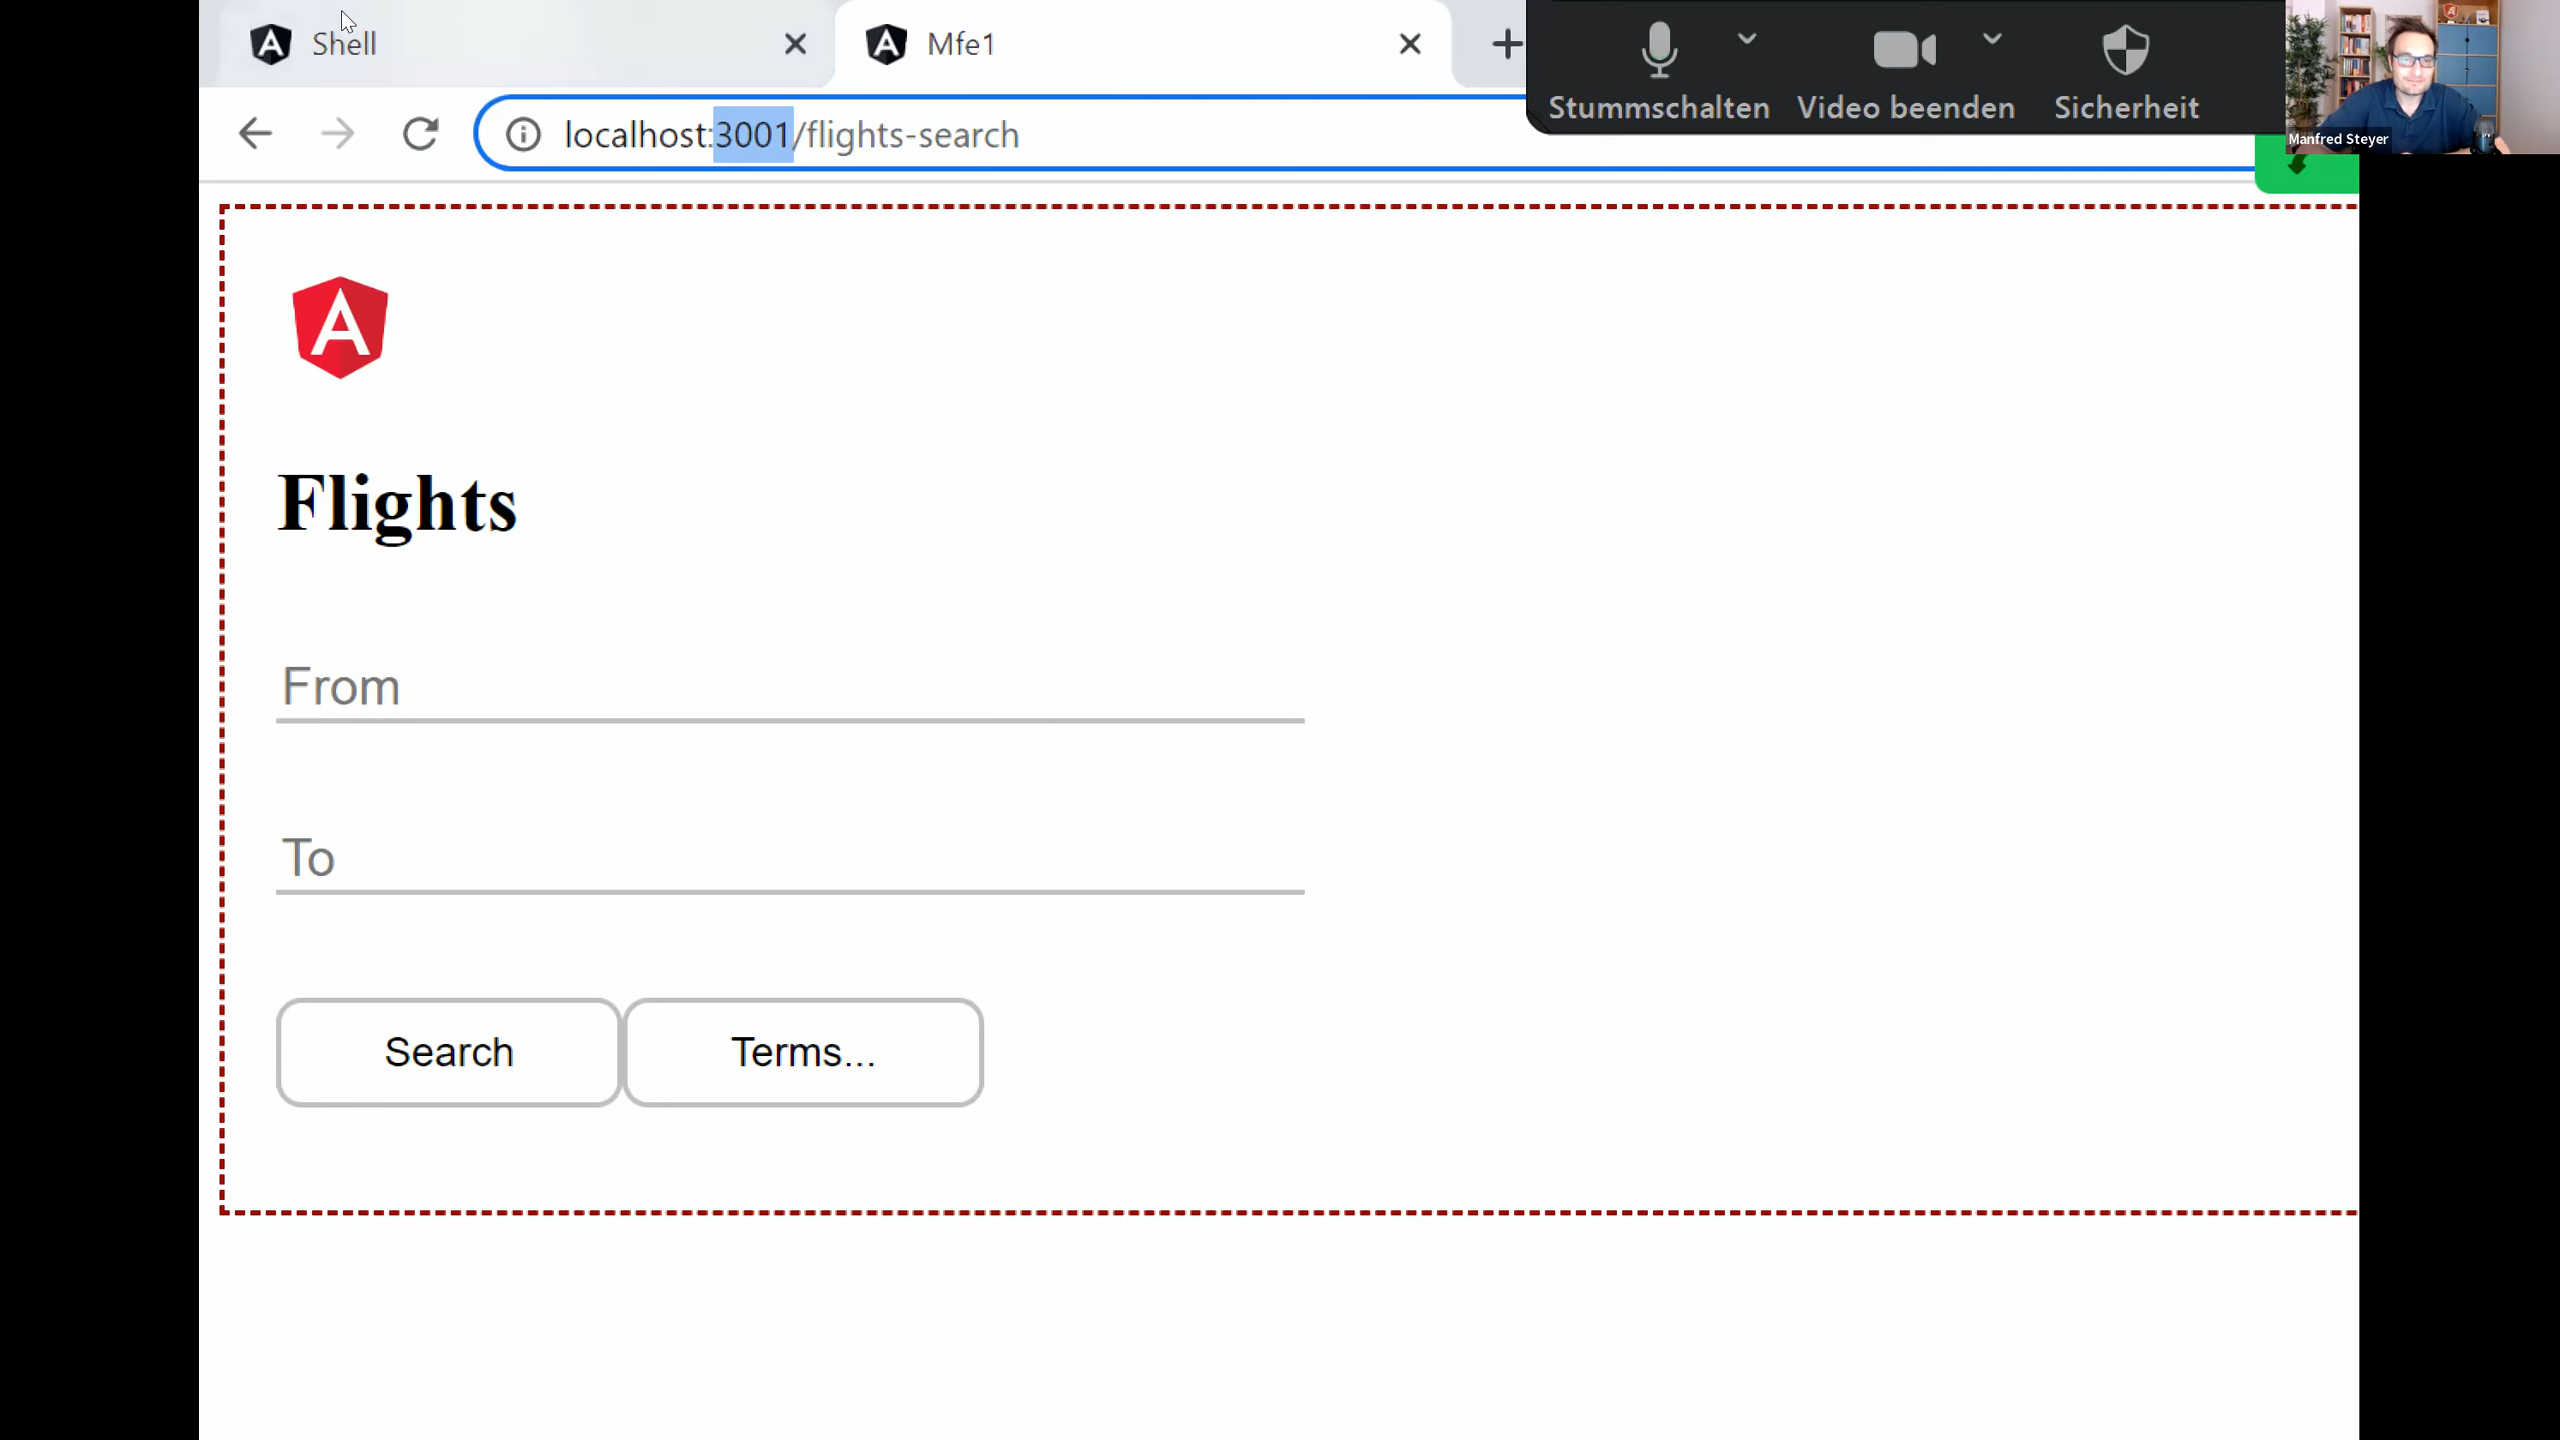 Shell
Mfe1
localhost:3001/flights-search
Stummschalten
Video beenden
Sicherheit
Manfred Steyer
Flights
From
To
Search
Terms...